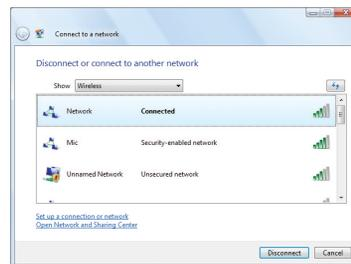 Connect to a network
Disconnect or connect to another network
Show Wireless
Network Connected
Mic Security-enabled network
Unnamed Network Unsecured network
Set up a connection or network
Open Network and Sharing Center
Disconnect Cancel